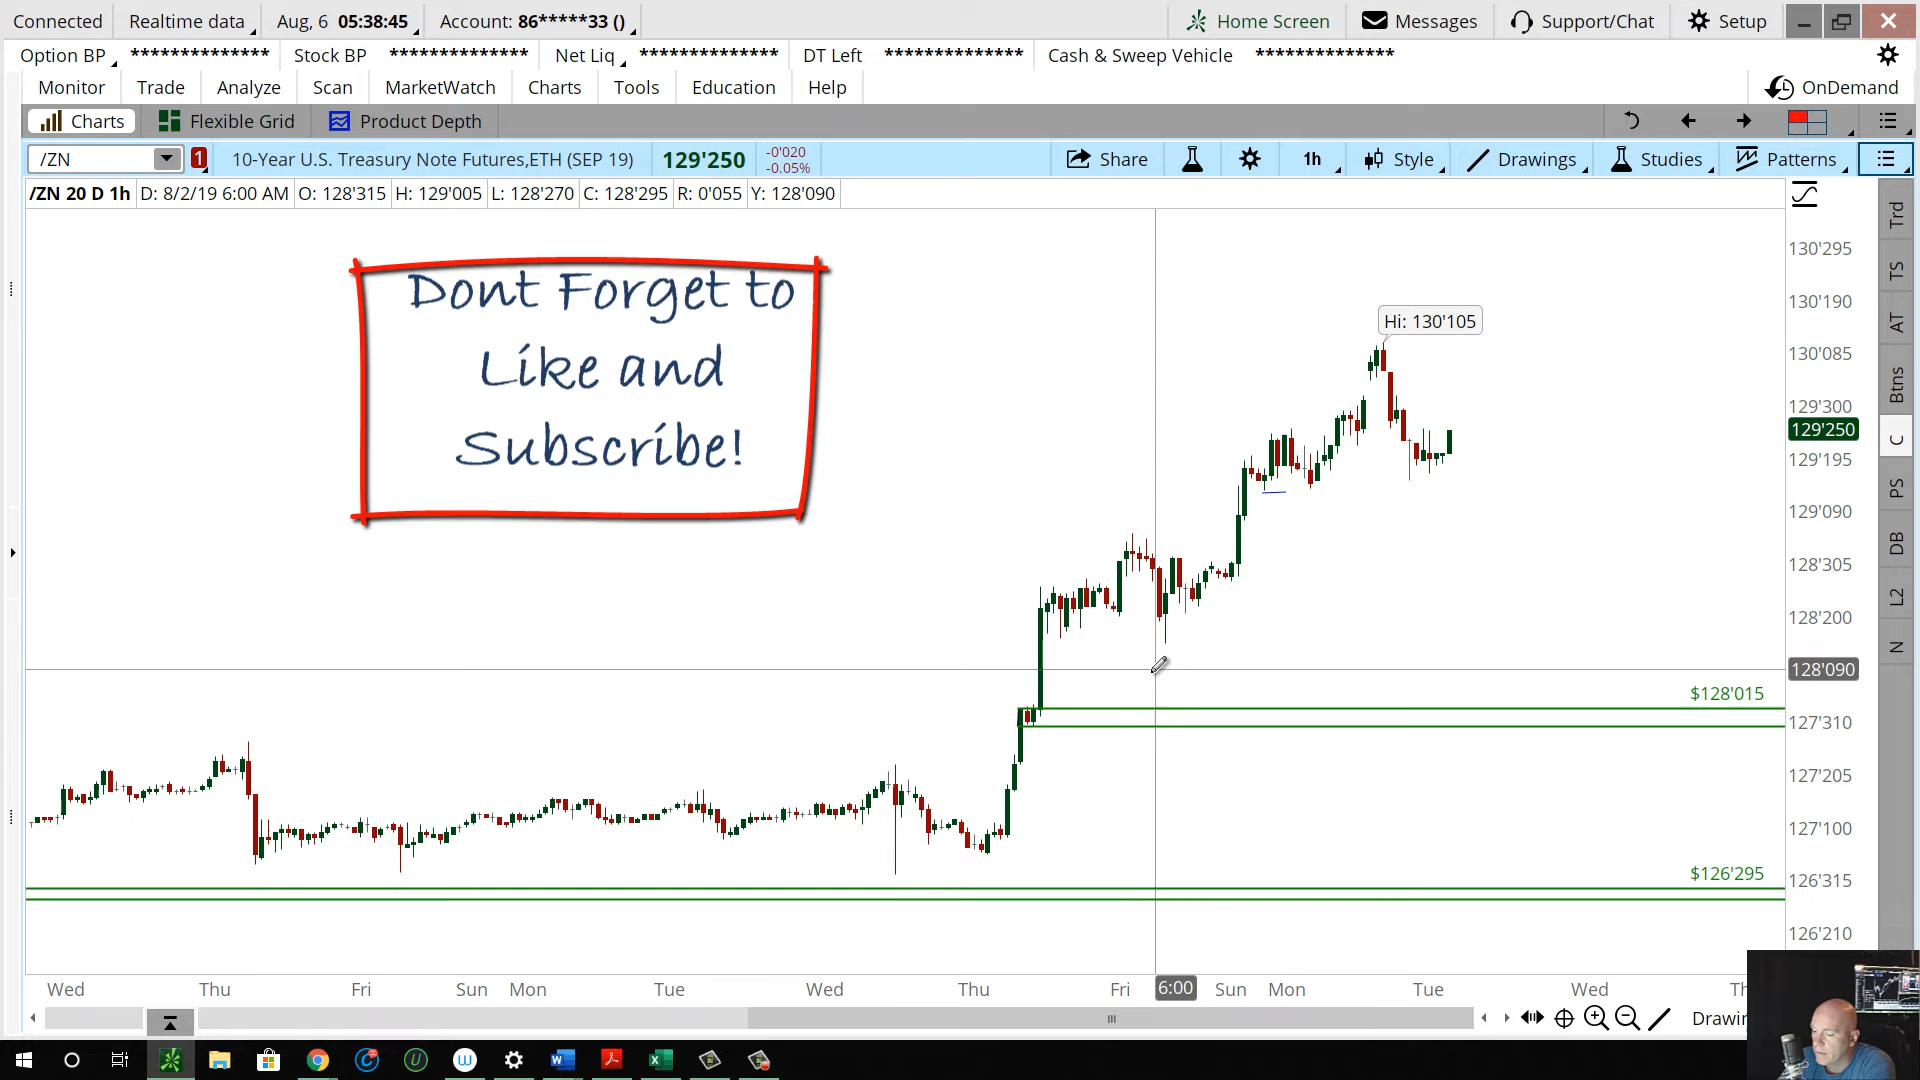 Connected Realtime data Aug, 6 05:38:45 Account: 86*****33 () Home Screen Messages Support/Chat Setup
Option BP ************** Stock BP ************** Net Liq ************** DT Left ************** Cash & Sweep Vehicle **************
Monitor Trade Analyze Scan MarketWatch Charts Tools Education Help OnDemand
Charts Flexible Grid Product Depth
/ZN 1 10-Year U.S. Treasury Note Futures,ETH (SEP 19) 129'250 -0'020 Share 1h Style Drawings Studies Patterns
-0.05%
/ZN 20 D 1h D: 8/2/19 6:00 AM O: 128'315 H: 129'005 L: 128'270 C: 128'295 R: 0'055 Y: 128'090
Dont Forget to
Like and
Subscribe!
Hi: 130'105
130'295
130'190
130'085
129'300
129'250
129'195
129'090
128'305
128'200
128'090
$128'015
127'310
127'205
127'100
$126'295
126'315
126'210
Trd
TS
AT
Btns
C
PS
DB
L2
N
Wed Thu Fri Sun Mon Tue Wed Thu Fri 6:00 Sun Mon Tue Wed Th
Drawin